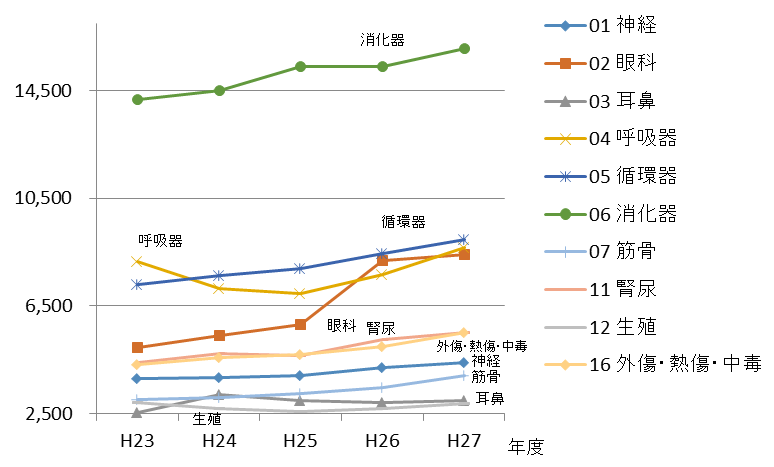 消化器
14,500
10,500
循環器
呼吸器
6,500
眼科
腎尿
外傷・熱傷・中毒
神経
筋骨
耳鼻
2,500
生殖
H23
H24
H25
H26
H27
年度
01 神経
02 眼科
03 耳鼻
04 呼吸器
05 循環器
06 消化器
07 筋骨
11 腎尿
12 生殖
16 外傷・熱傷・中毒